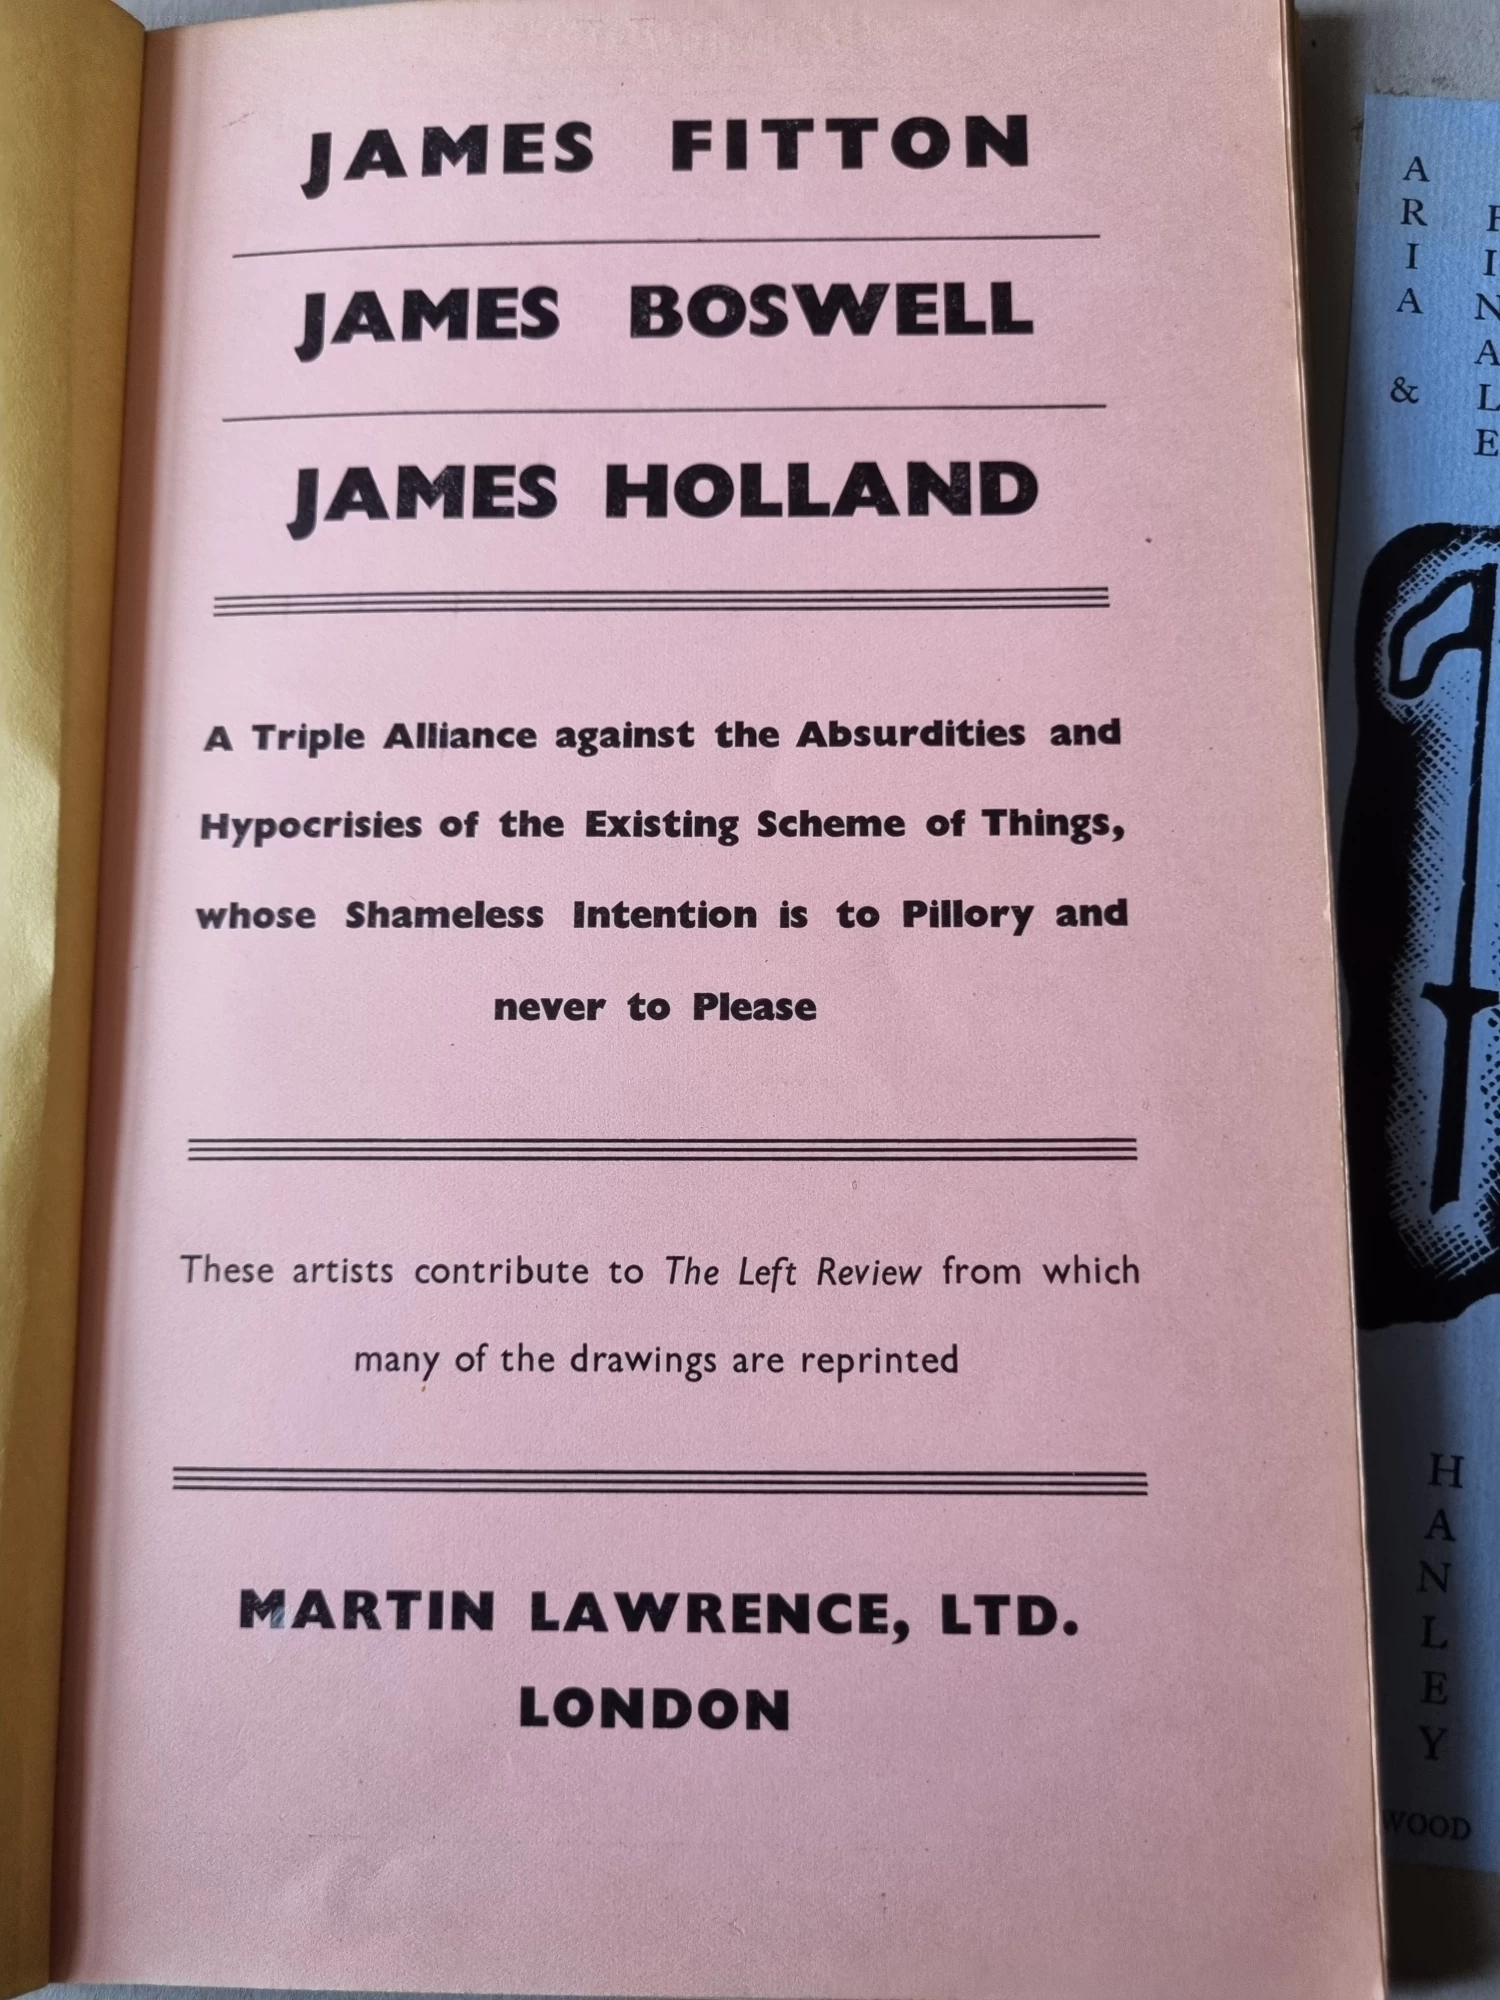 JAMES FITTON
JAMES BOSWELL
JAMES HOLLAND
A Triple Alliance against the Absurdities and
Hypocrisies of the Existing Scheme of Things,
whose Shameless Intention is to Pillory and
never to Please
These artists contribute to The Left Review from which
many of the drawings are reprinted
MARTIN LAWRENCE, LTD.
LONDON
ARIA
&
FINALE
HANLEY
WOOD